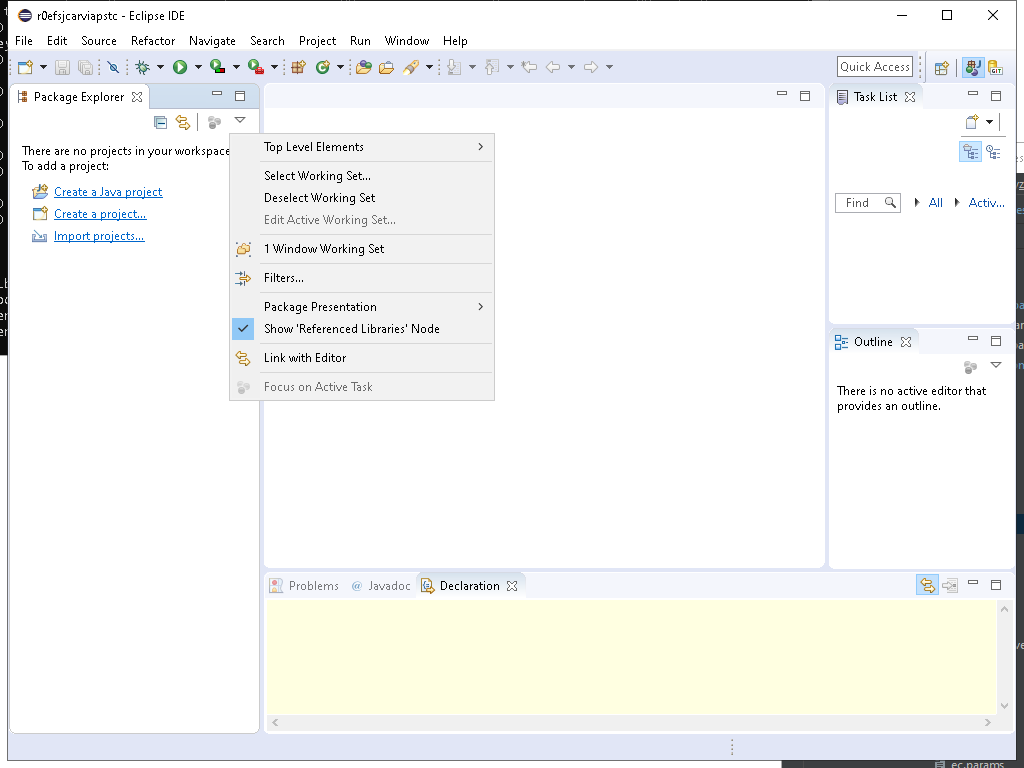 r0efsjcarviapstc - Eclipse IDE
File Edit Source Refactor Navigate Search Project Run Window Help
Quick Access
Package Explorer
Task List
There are no projects in your workspace
To add a project:
Create a Java project
Create a project...
Import projects...
Top Level Elements
Select Working Set...
Deselect Working Set
Edit Active Working Set...
1 Window Working Set
Filters...
Package Presentation
Show 'Referenced Libraries' Node
Link with Editor
Focus on Active Task
Find All Activ...
Outline
There is no active editor that
provides an outline.
Problems @ Javadoc Declaration
ec.params